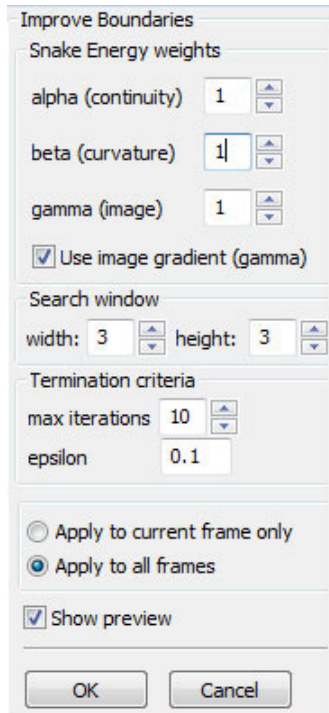 Improve Boundaries
Snake Energy weights
alpha (continuity) 1
beta (curvature) 1
gamma (image) 1
Use image gradient (gamma)
Search window
width: 3 height: 3
Termination criteria
max iterations 10
epsilon 0.1
Apply to current frame only
Apply to all frames
Show preview
OK Cancel